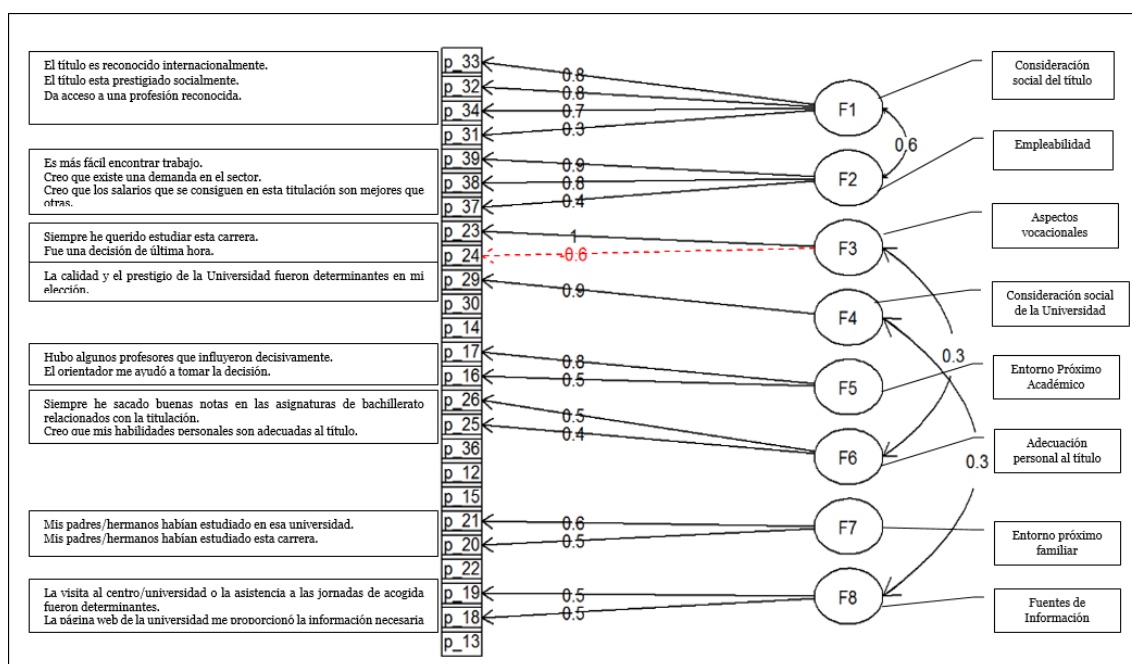 El título es reconocido internacionalmente.
El título esta prestigiado socialmente.
Da acceso a una profesión reconocida.
Es más fácil encontrar trabajo.
Creo que existe una demanda en el sector.
Creo que los salarios que se consiguen en esta titulación son mejores que
otras.
Siempre he querido estudiar esta carrera.
Fue una decisión de última hora.
La calidad y el prestigio de la Universidad fueron determinantes en mi
elección.
Hubo algunos profesores que influyeron decisivamente.
El orientador me ayudó a tomar la decisión.
Siempre he sacado buenas notas en las asignaturas de bachillerato
relacionados con la titulación.
Creo que mis habilidades personales son adecuadas al título.
Mis padres/hermanos habían estudiado en esa universidad.
Mis padres/hermanos habían estudiado esta carrera.
La visita al centro/universidad o la asistencia a las jornadas de acogida
fueron determinantes.
La página web de la universidad me proporcionó la información necesaria
p_33
p_32
p_34
p_31
p_39
p_38
p_37
p_23
p_24
p_29
p_30
p_14
p_17
p_16
p_26
p_25
p_36
p_12
p_15
p_21
p_20
p_22
p_19
p_18
p_13
0.8
0.8
0.7
0.3
0.9
0.8
0.4
1
-0.6
0.9
0.8
0.5
0.5
0.4
0.6
0.5
0.5
0.5
F1
F2
F3
F4
F5
F6
F7
F8
0.6
0.3
0.3
Consideración
social del título
Empleabilidad
Aspectos
vocacionales
Consideración social
de la Universidad
Entorno Próximo
Académico
Adecuación
personal al título
Entorno próximo
familiar
Fuentes de
Información